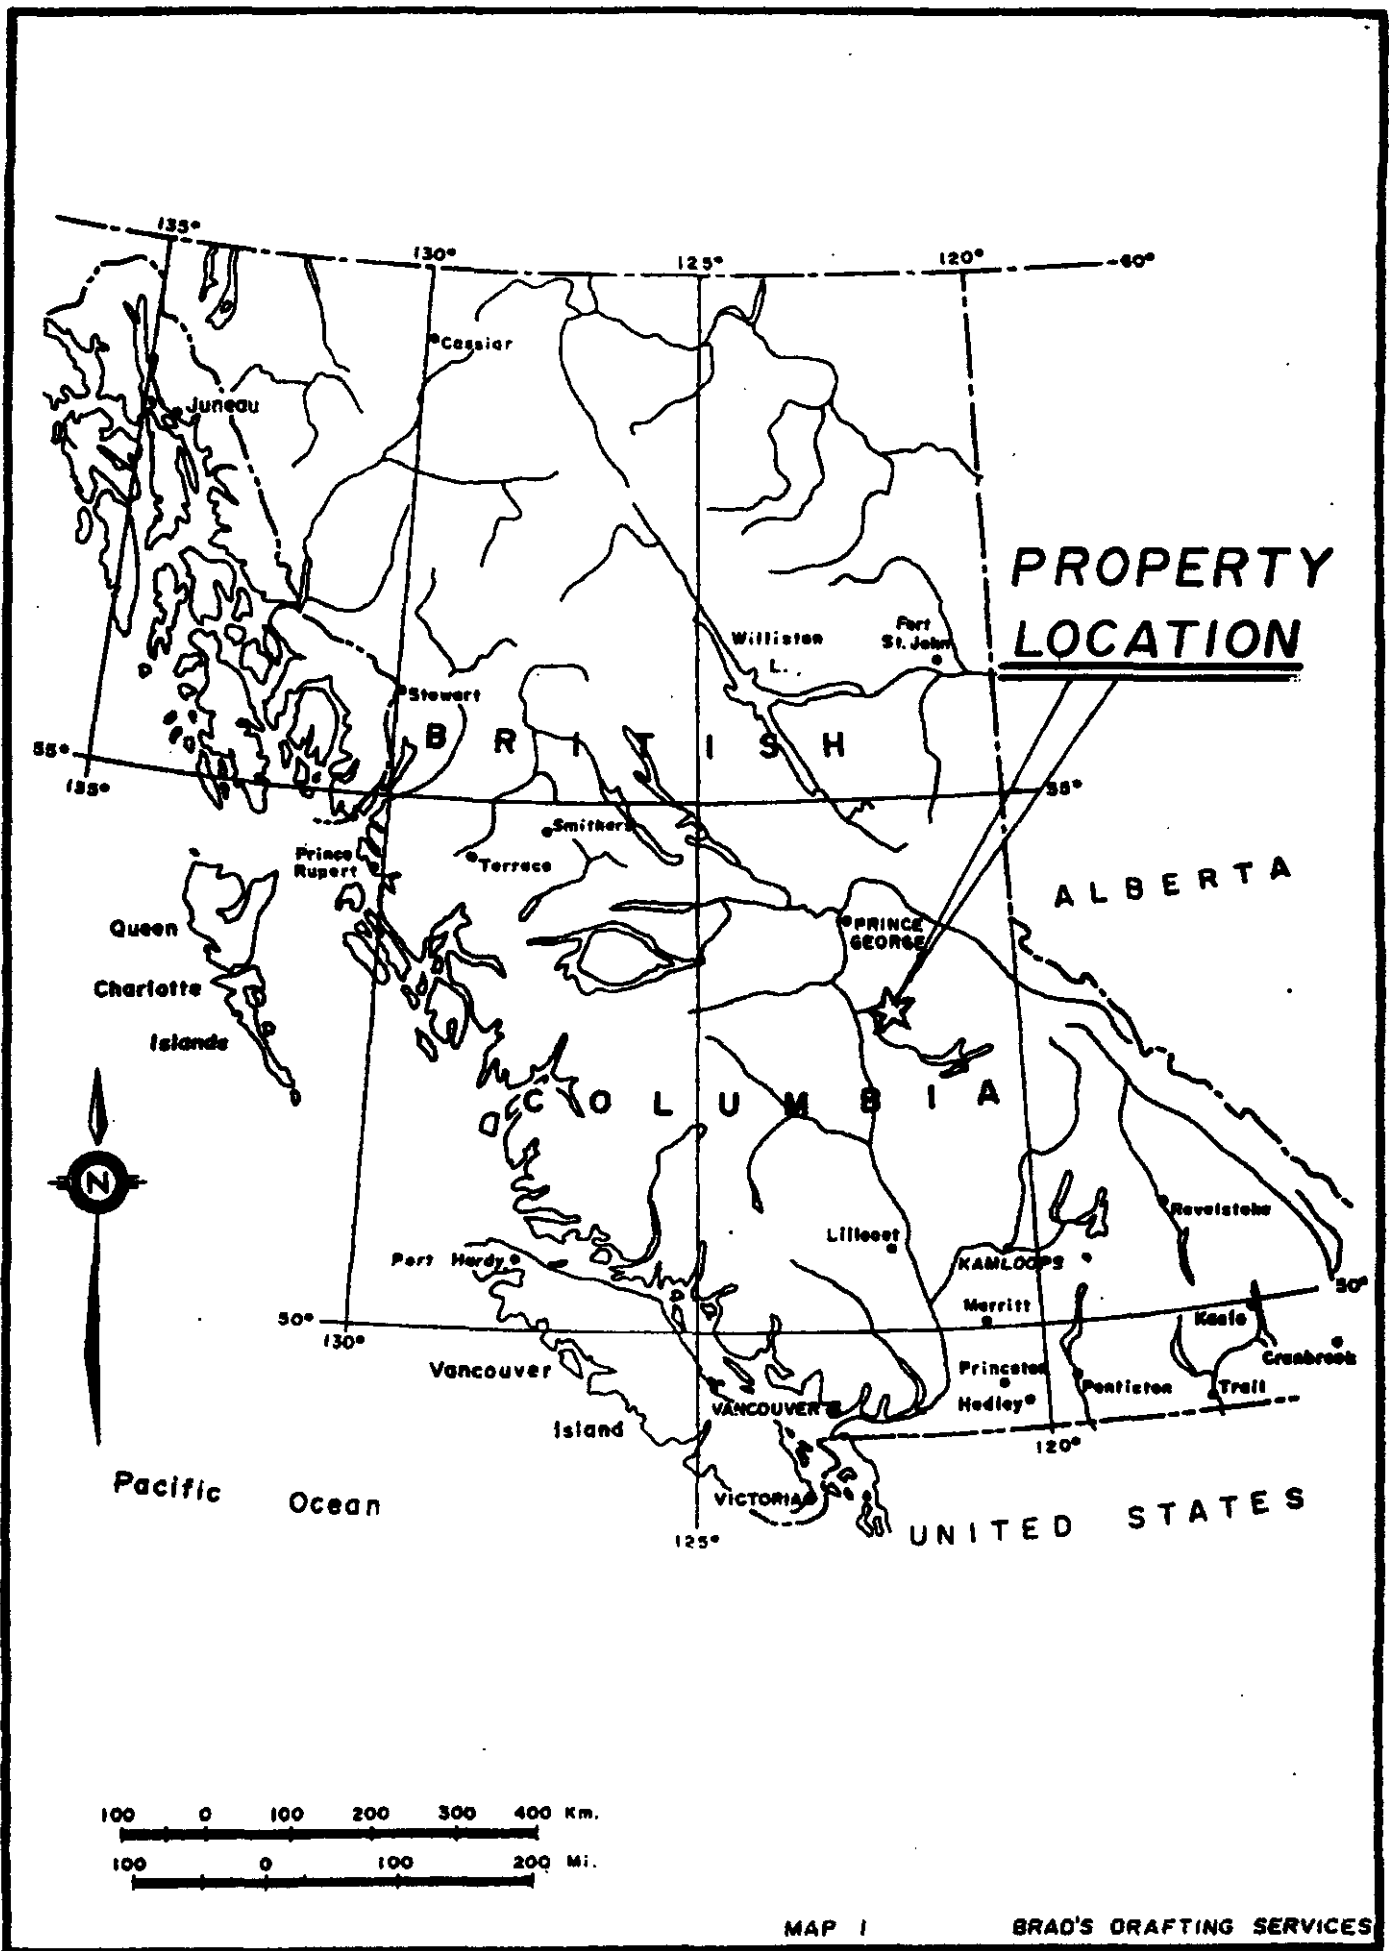 135°
130°
125°
120°
60°
Cassiar
Juneau
PROPERTY
LOCATION
Williston
L.
Fort
St. John
Stewart
BRITISH
55°
135°
55°
Smithers
Prince
Rupert
Terrace
ALBERTA
Queen
Charlotte
Islands
PRINCE
GEORGE
COLUMBIA
N
Revelstoke
Lillooet
Port Hardy
KAMLOOPS
50°
130°
50°
Merritt
Kaslo
Cranbrook
Vancouver
Island
Princeton
Hedley
Penticton
Trail
VANCOUVER
120°
Pacific Ocean
VICTORIA
UNITED STATES
125°
100 0 100 200 300 400 Km.
100 0 100 200 Mi.
MAP 1
BRAD'S DRAFTING SERVICES